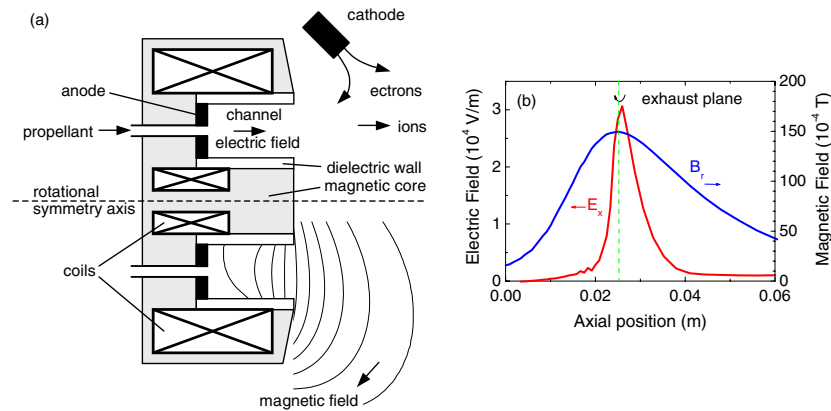 (a)
cathode
ectrons
anode
channel
propellant
electric field
ions
dielectric wall
magnetic core
rotational
symmetry axis
coils
magnetic field
(b)
exhaust plane
B_r
E_x
Electric Field (10^4 V/m)
0
1
2
3
Magnetic Field (10^-4 T)
0
50
100
150
200
0.00
0.02
0.04
0.06
Axial position (m)